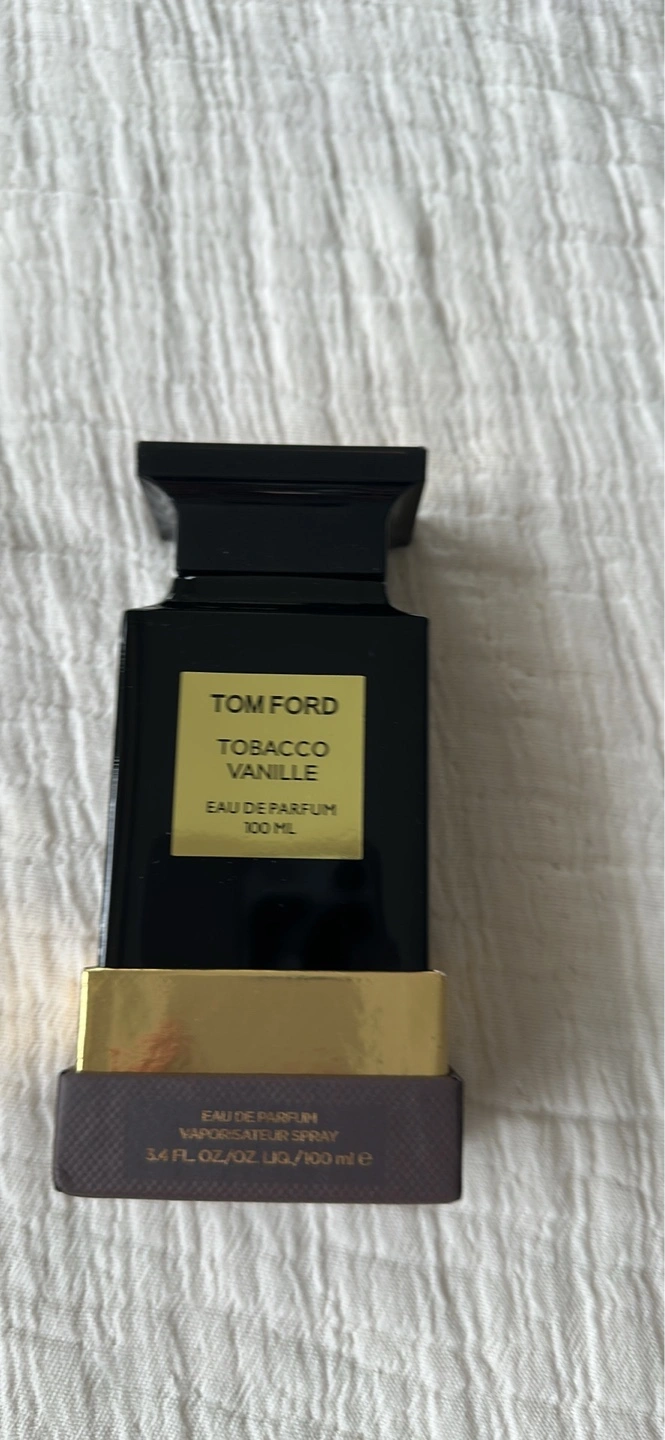 TOM FORD
TOBACCO
VANILLE
EAU DE PARFUM
100 ML
EAU DE PARFUM
VAPORISATEUR SPRAY
3.4 FL. OZ./OZ. LIQ./100 ml ℮